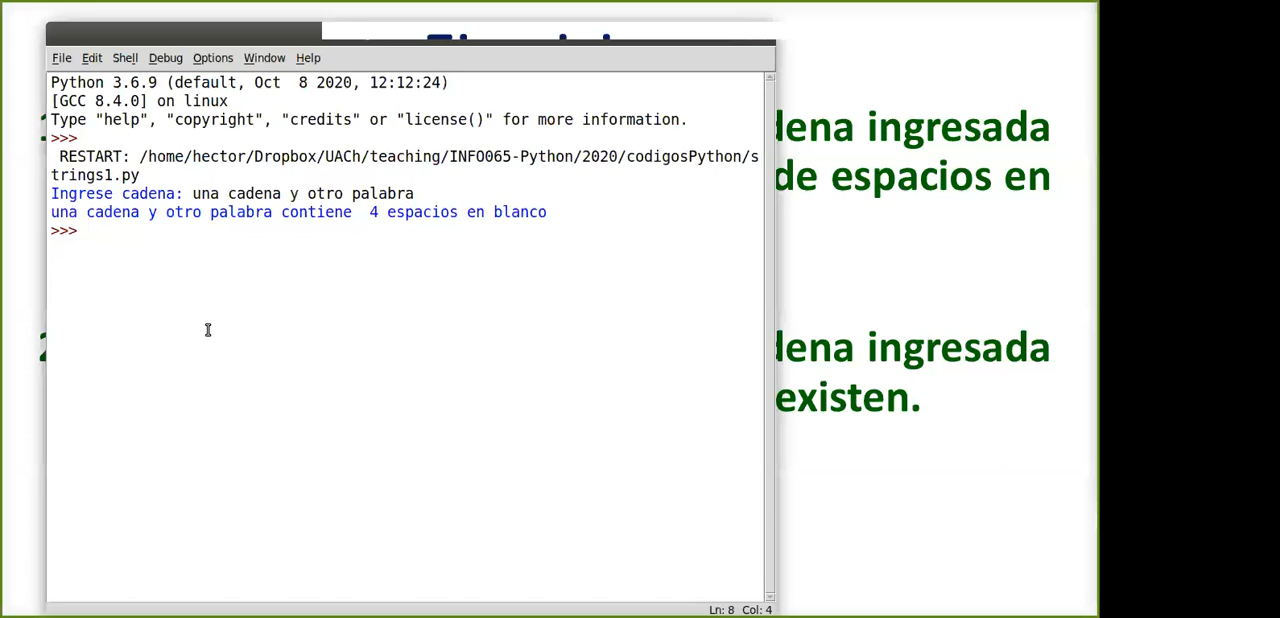 File Edit Shell Debug Options Window Help
Python 3.6.9 (default, Oct  8 2020, 12:12:24)
[GCC 8.4.0] on linux
Type "help", "copyright", "credits" or "license()" for more information.
>>>
 RESTART: /home/hector/Dropbox/UACh/teaching/INFO065-Python/2020/codigosPython/s
trings1.py
Ingrese cadena: una cadena y otro palabra
una cadena y otro palabra contiene  4 espacios en blanco
>>>
Ln: 8 Col: 4
ingresada
de espacios en
ingresada
existen.